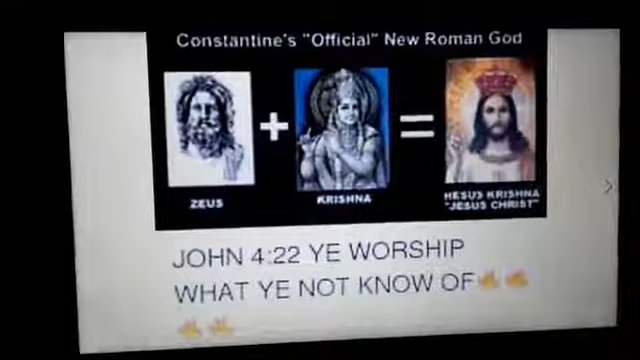 Constantine's "Official" New Roman God
ZEUS
KRISHNA
HESUS KRISHNA
"JESUS CHRIST"
JOHN 4:22 YE WORSHIP
WHAT YE NOT KNOW OF